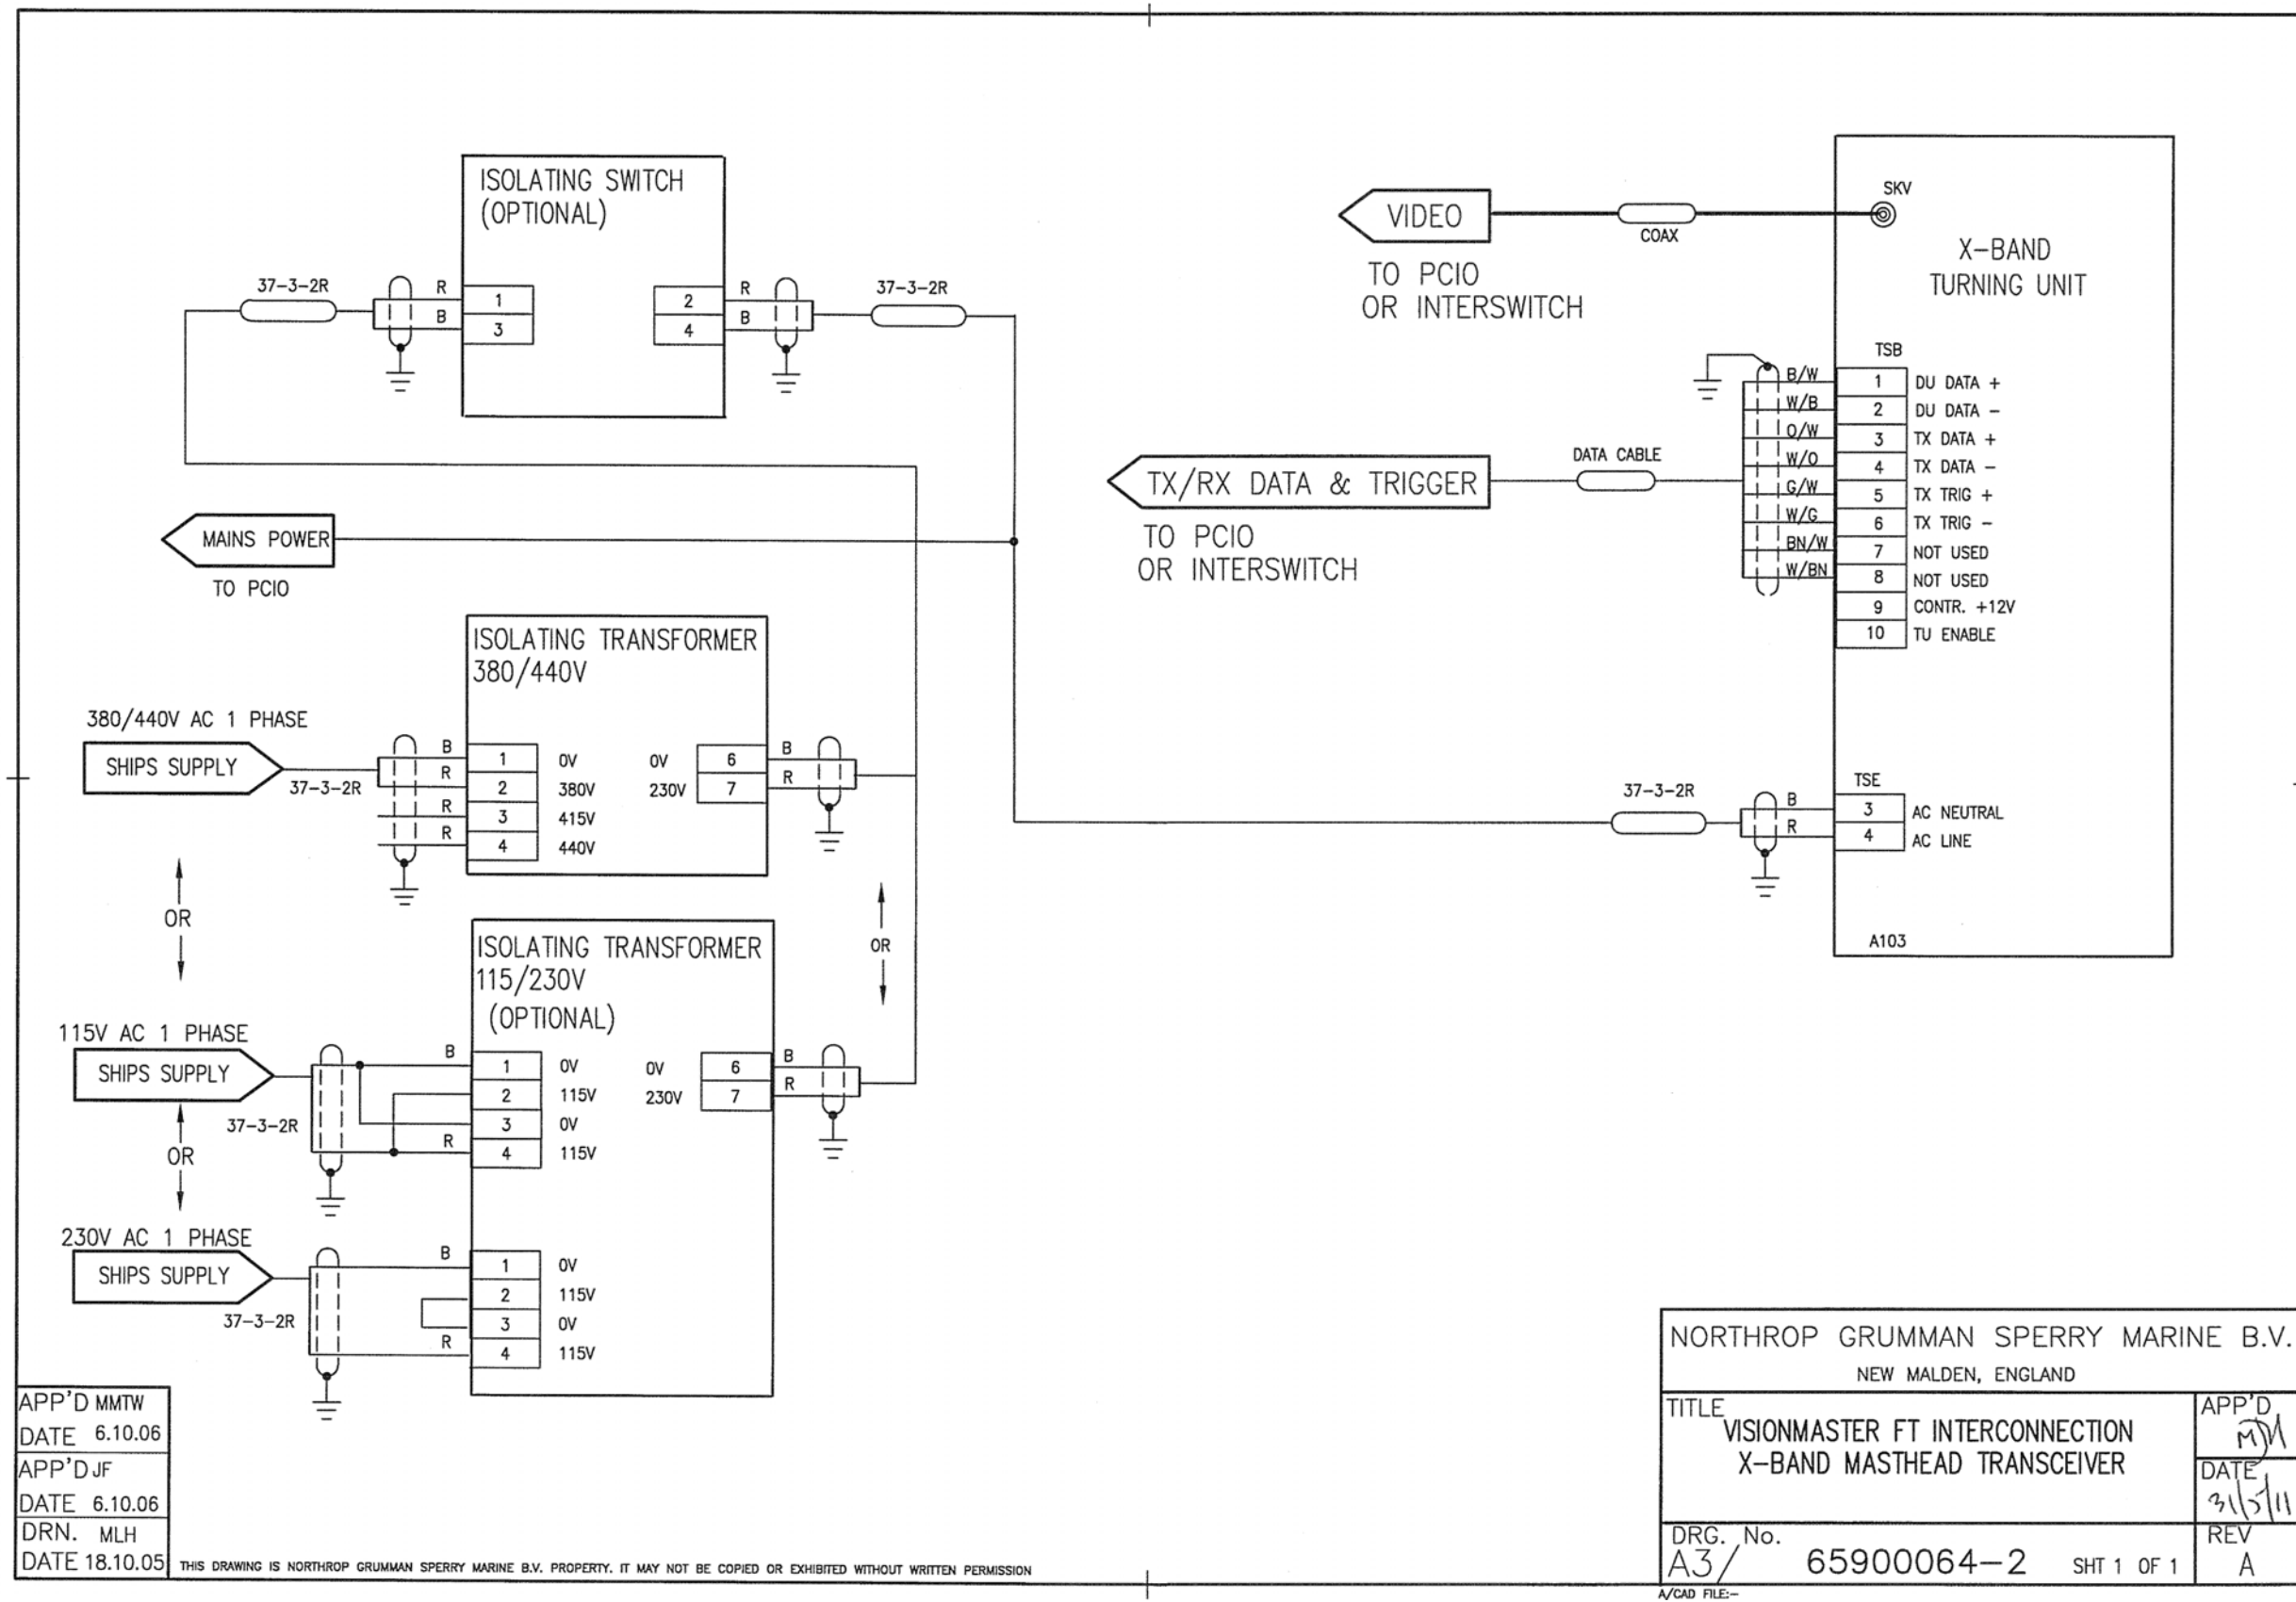 ISOLATING SWITCH
(OPTIONAL)
37-3-2R
R
B
1
3
2
4
R
B
37-3-2R
MAINS POWER
TO PCIO
ISOLATING TRANSFORMER
380/440V
380/440V AC 1 PHASE
SHIPS SUPPLY
37-3-2R
B
R
R
R
1 0V
2 380V
3 415V
4 440V
0V 6
230V 7
B
R
OR
OR
ISOLATING TRANSFORMER
115/230V
(OPTIONAL)
115V AC 1 PHASE
SHIPS SUPPLY
37-3-2R
B
R
1 0V
2 115V
3 0V
4 115V
0V 6
230V 7
B
R
OR
230V AC 1 PHASE
SHIPS SUPPLY
37-3-2R
B
R
1 0V
2 115V
3 0V
4 115V
VIDEO
TO PCIO
OR INTERSWITCH
COAX
SKV
X-BAND
TURNING UNIT
TX/RX DATA & TRIGGER
TO PCIO
OR INTERSWITCH
DATA CABLE
TSB
B/W 1 DU DATA +
W/B 2 DU DATA -
O/W 3 TX DATA +
W/O 4 TX DATA -
G/W 5 TX TRIG +
W/G 6 TX TRIG -
BN/W 7 NOT USED
W/BN 8 NOT USED
9 CONTR. +12V
10 TU ENABLE
37-3-2R
TSE
B 3 AC NEUTRAL
R 4 AC LINE
A103
APP'D MMTW
DATE 6.10.06
APP'D JF
DATE 6.10.06
DRN. MLH
DATE 18.10.05
THIS DRAWING IS NORTHROP GRUMMAN SPERRY MARINE B.V. PROPERTY. IT MAY NOT BE COPIED OR EXHIBITED WITHOUT WRITTEN PERMISSION
NORTHROP GRUMMAN SPERRY MARINE B.V.
NEW MALDEN, ENGLAND
TITLE
VISIONMASTER FT INTERCONNECTION
X-BAND MASTHEAD TRANSCEIVER
APP'D
DATE
DRG. No.
A3/ 65900064-2 SHT 1 OF 1
REV
A
A/CAD FILE:-